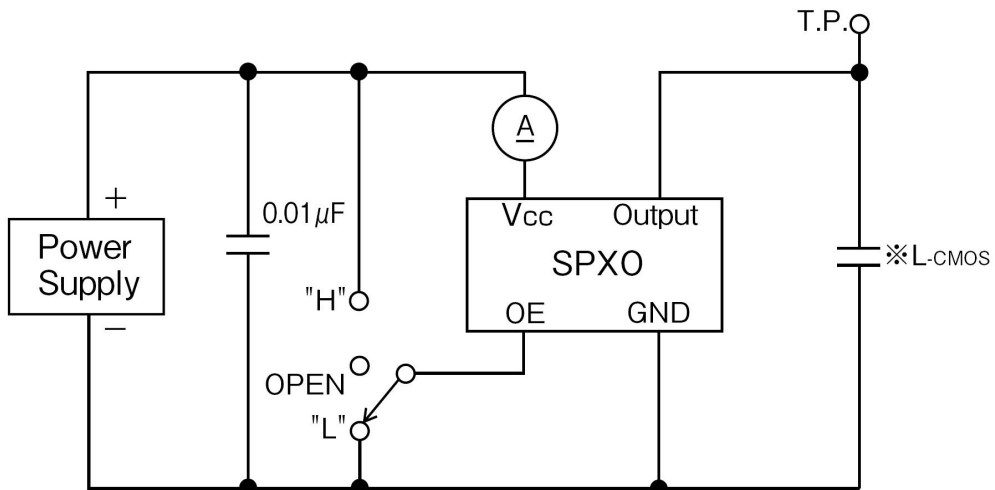 T.P.
A
+
0.01μF
Vcc Output
Power
Supply
SPXO
※L-CMOS
"H"
OE GND
−
OPEN
"L"